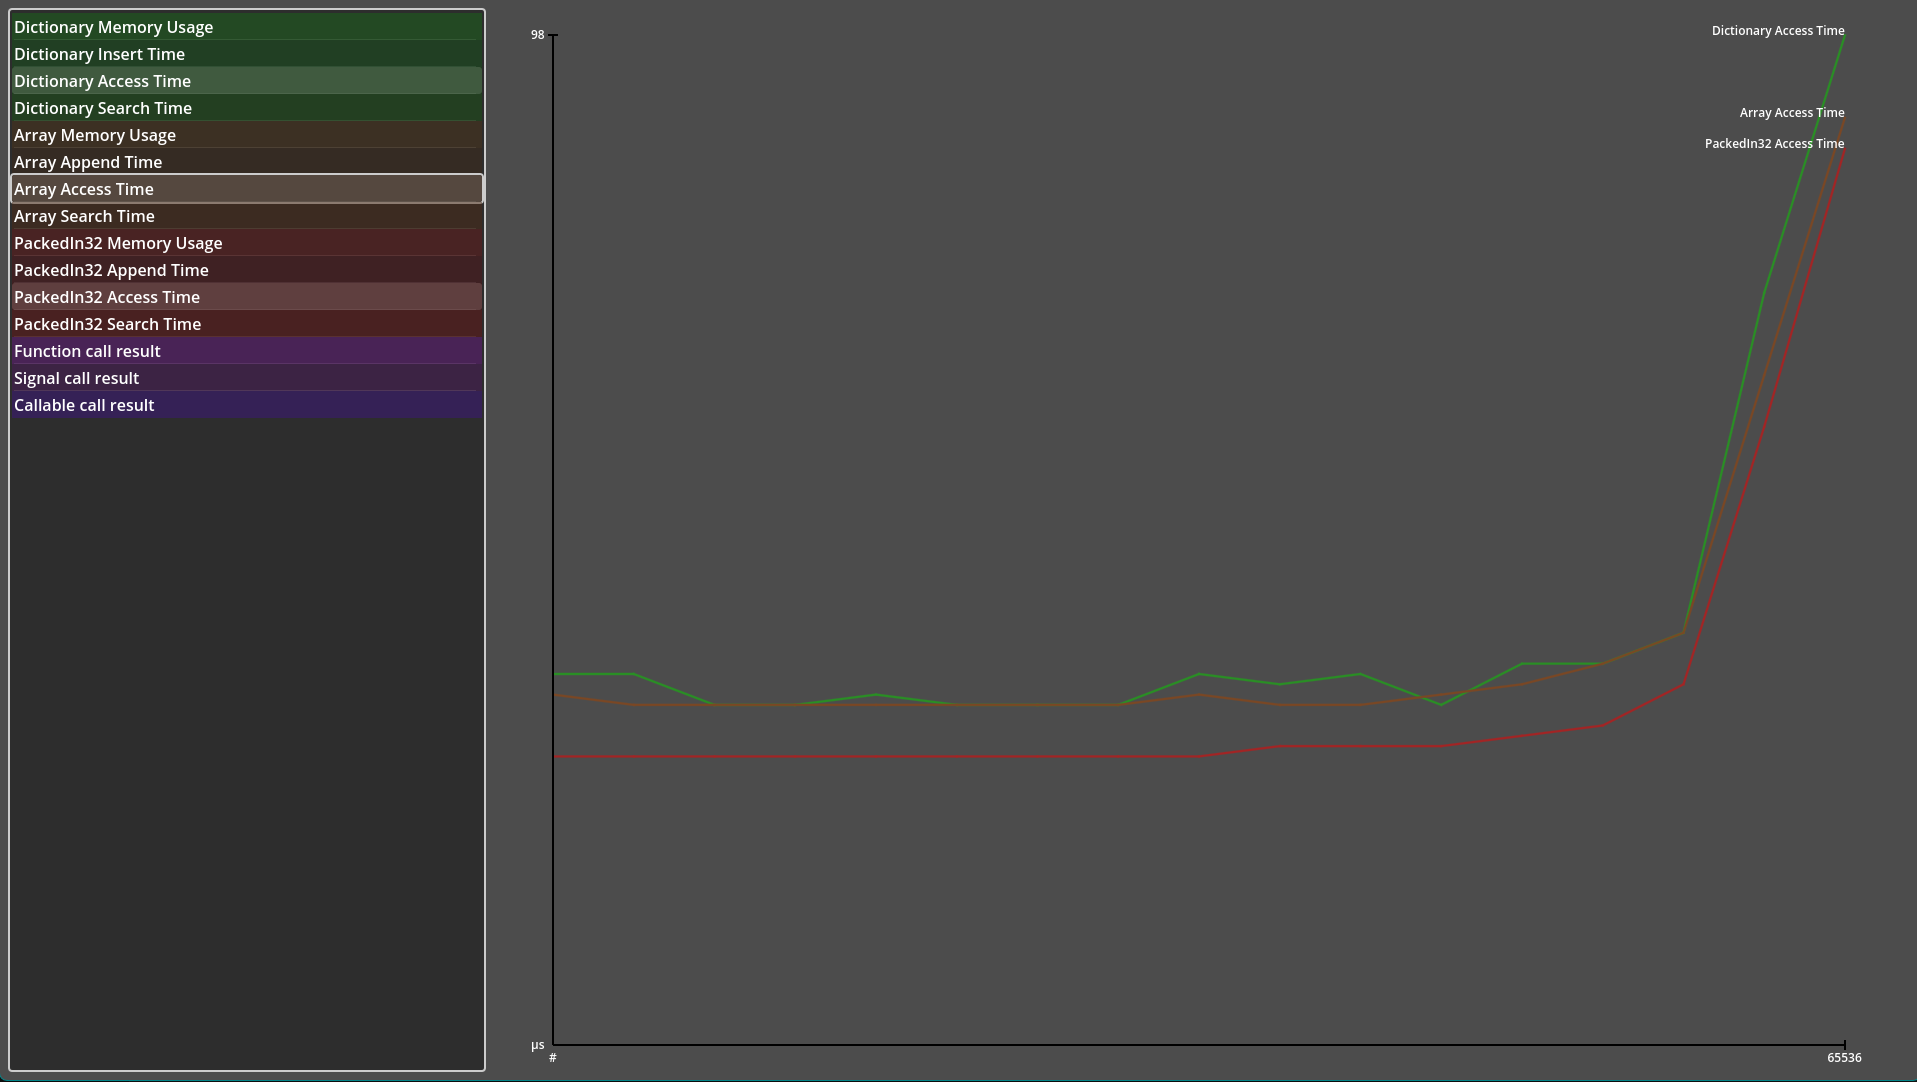 Dictionary Memory Usage
Dictionary Insert Time
Dictionary Access Time
Dictionary Search Time
Array Memory Usage
Array Append Time
Array Access Time
Array Search Time
PackedIn32 Memory Usage
PackedIn32 Append Time
PackedIn32 Access Time
PackedIn32 Search Time
Function call result
Signal call result
Callable call result
98
Dictionary Access Time
Array Access Time
PackedIn32 Access Time
µs
#
65536